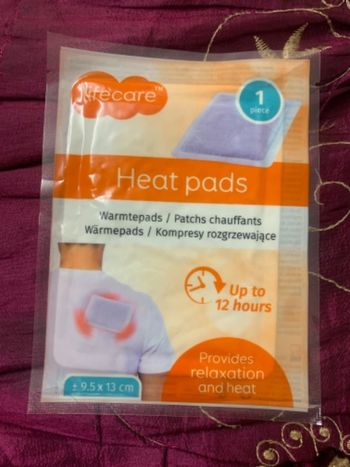 lifecare™
1
piece
Heat pads
Warmtepads / Patchs chauffants
Wärmepads / Kompresy rozgrzewające
Up to
12 hours
Provides
relaxation
and heat
± 9.5 x 13 cm